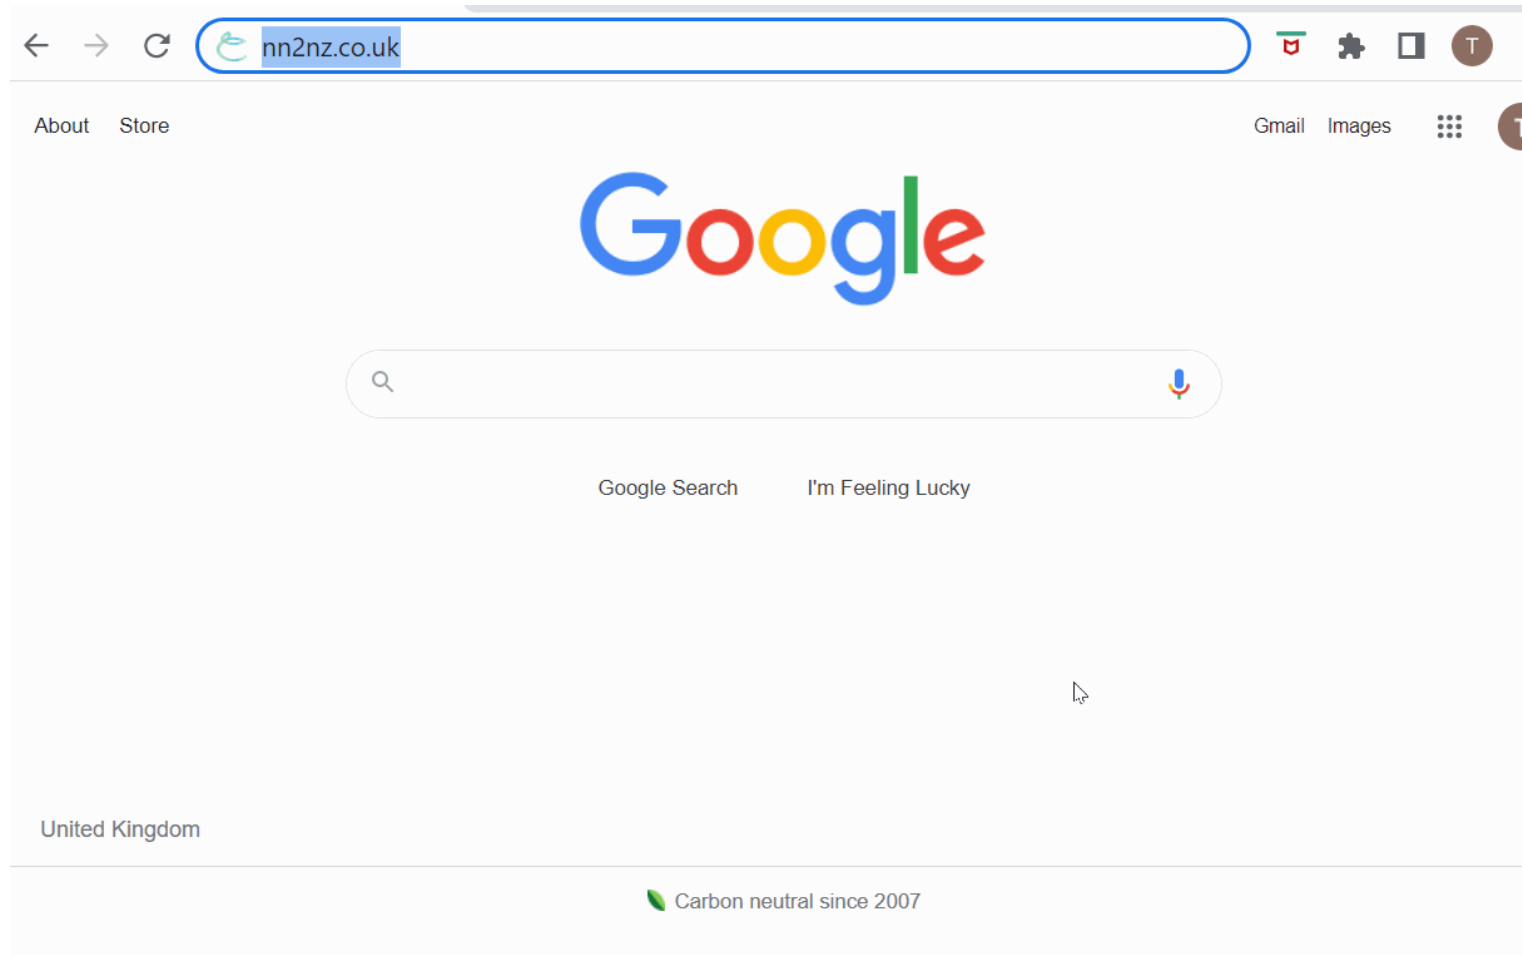 nn2nz.co.uk
T
About Store Gmail Images
Google
Google Search I'm Feeling Lucky
United Kingdom
Carbon neutral since 2007